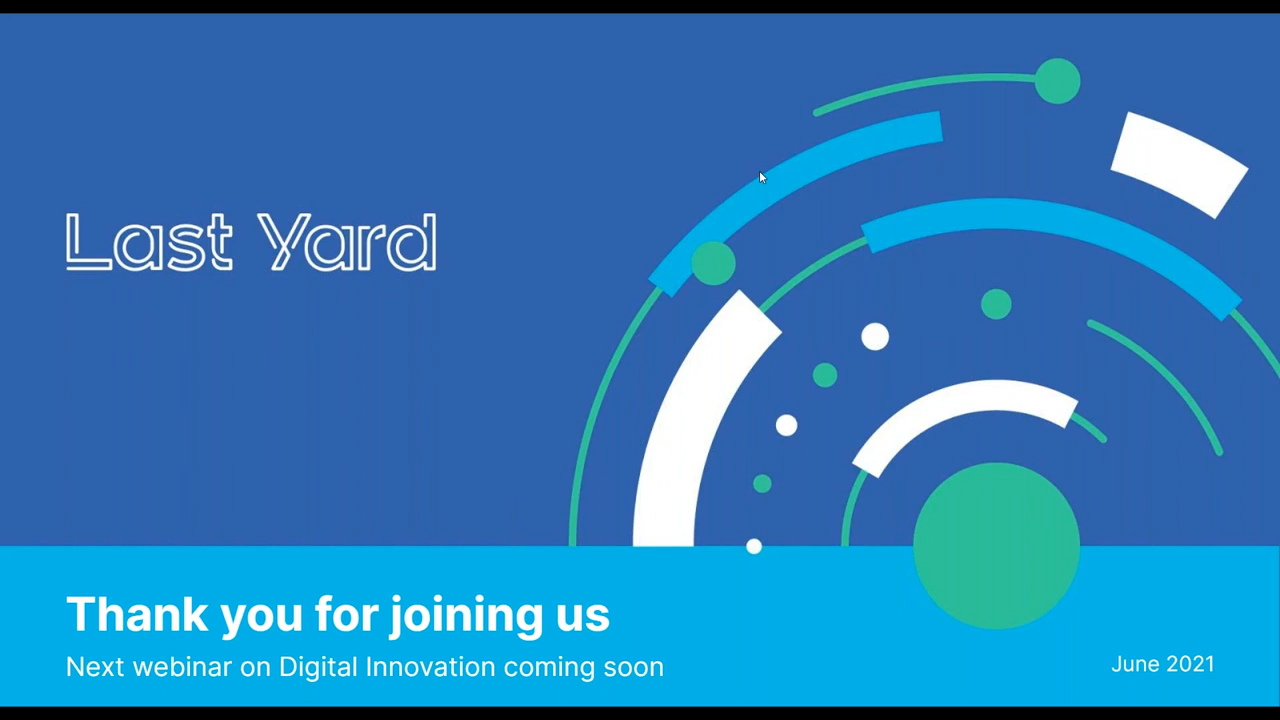 Last Yard
Thank you for joining us
Next webinar on Digital Innovation coming soon
June 2021